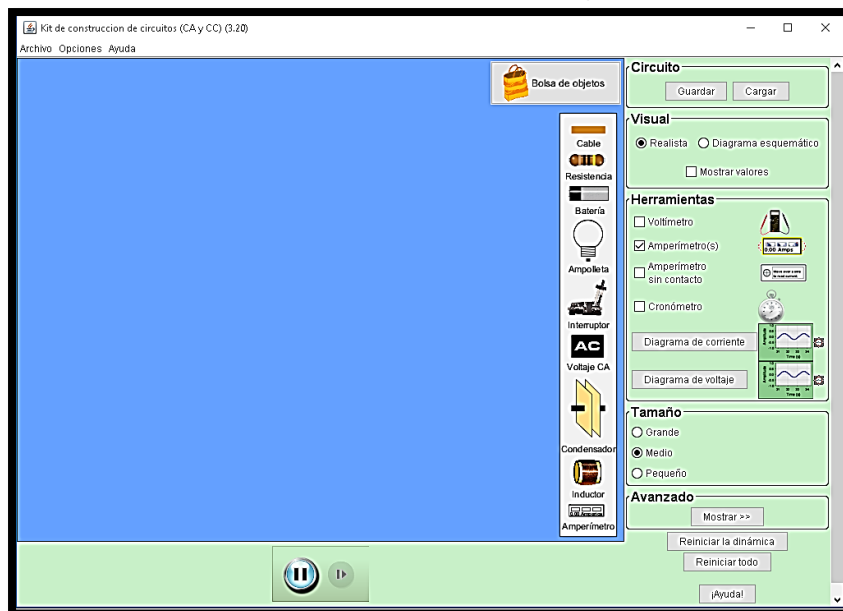 Kit de construccion de circuitos (CA y CC) (3.20)
Archivo Opciones Ayuda
Bolsa de objetos
Cable
Resistencia
Batería
Ampolleta
Interruptor
AC
Voltaje CA
Condensador
Inductor
Amperímetro
Circuito
Guardar Cargar
Visual
Realista Diagrama esquemático
Mostrar valores
Herramientas
Voltímetro
Amperímetro(s)
0.00 Amps
Amperímetro
sin contacto
Cronómetro
Diagrama de corriente
Diagrama de voltaje
Tamaño
Grande
Medio
Pequeño
Avanzado
Mostrar >>
Reiniciar la dinámica
Reiniciar todo
¡Ayuda!